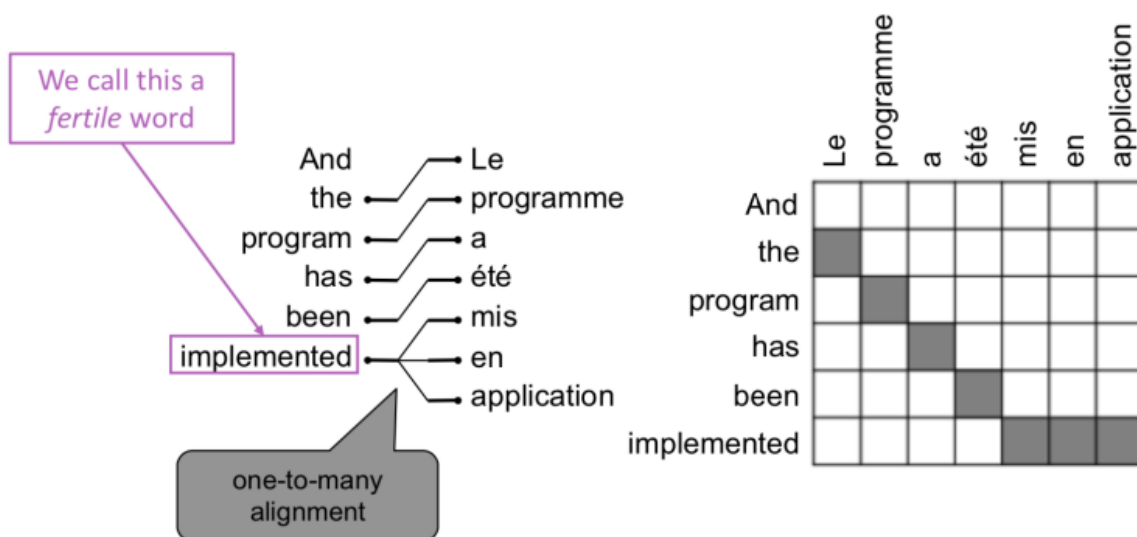 We call this a
fertile word
And
the
program
has
been
implemented
Le
programme
a
été
mis
en
application
one-to-many
alignment
Le
programme
a
été
mis
en
application
And
the
program
has
been
implemented